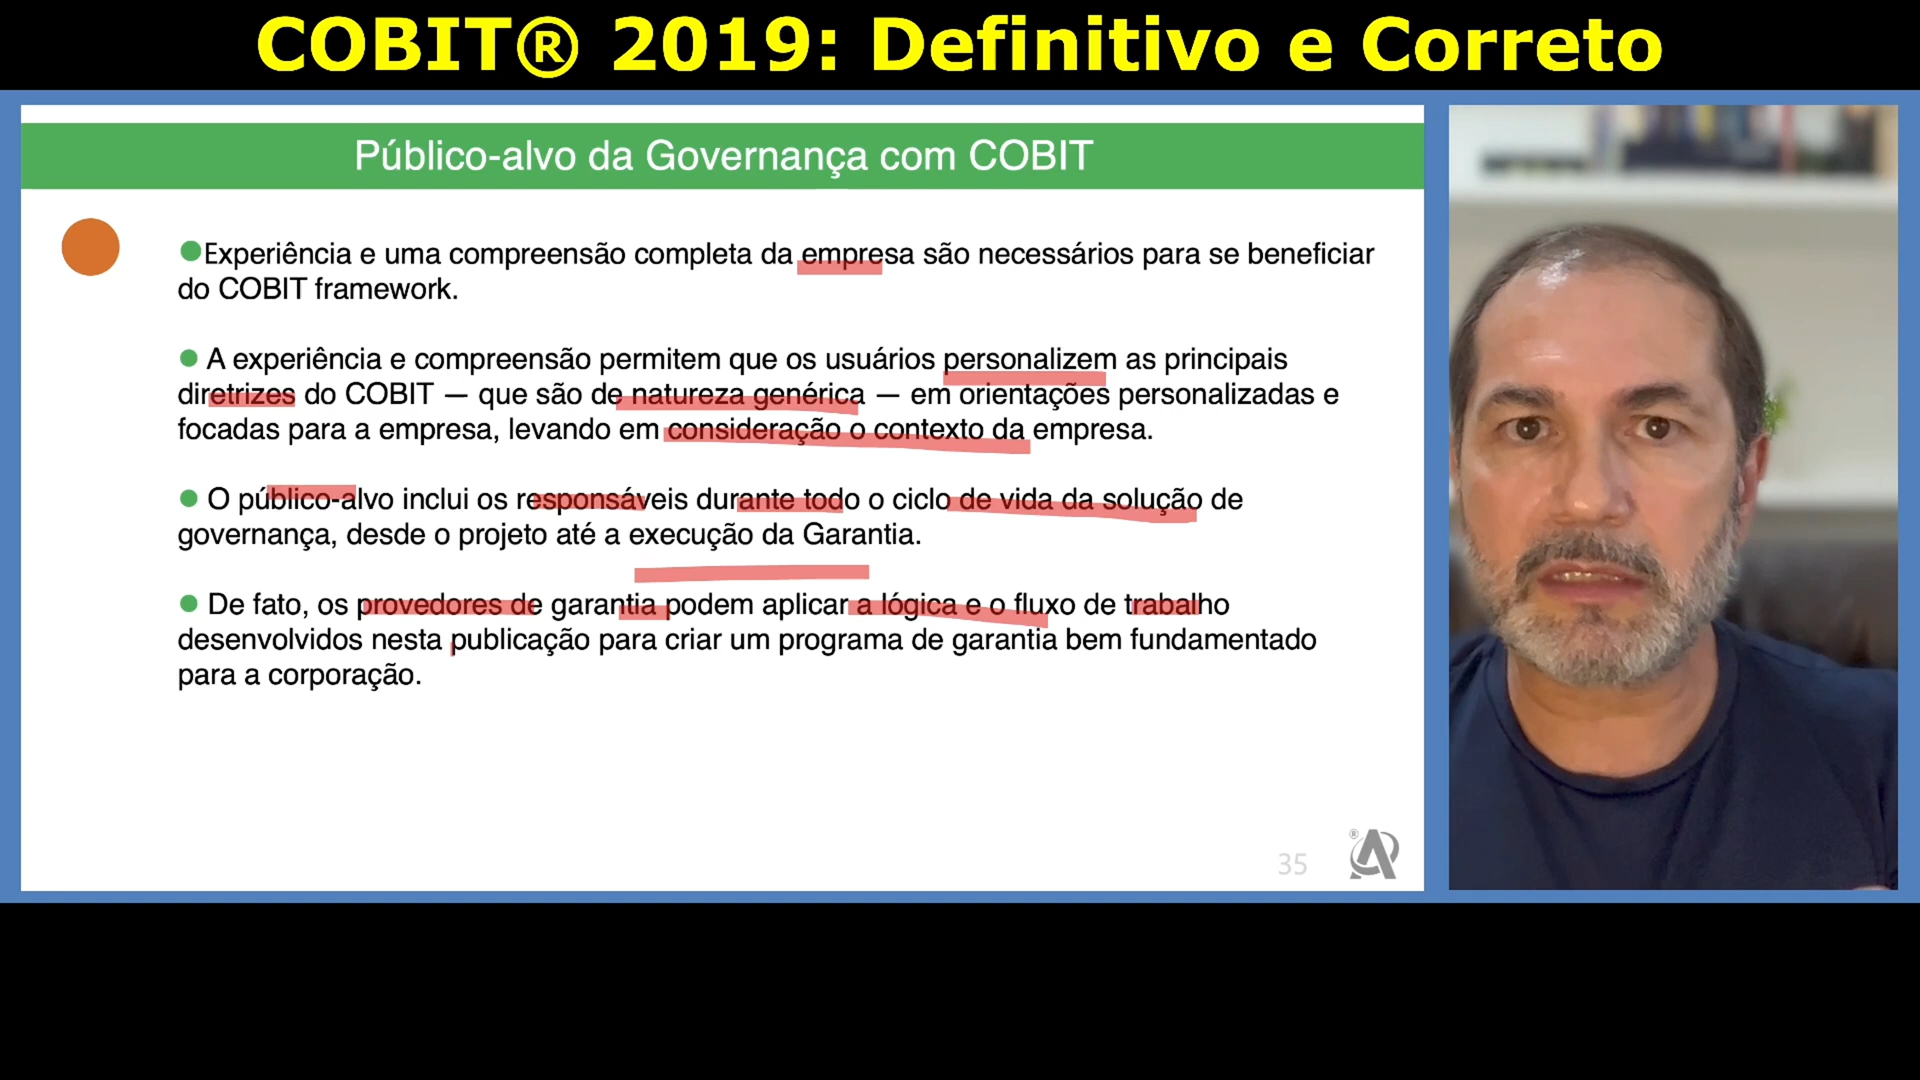 COBIT® 2019: Definitivo e Correto
Público-alvo da Governança com COBIT
Experiência e uma compreensão completa da empresa são necessários para se beneficiar
do COBIT framework.
A experiência e compreensão permitem que os usuários personalizem as principais
diretrizes do COBIT — que são de natureza genérica — em orientações personalizadas e
focadas para a empresa, levando em consideração o contexto da empresa.
O público-alvo inclui os responsáveis durante todo o ciclo de vida da solução de
governança, desde o projeto até a execução da Garantia.
De fato, os provedores de garantia podem aplicar a lógica e o fluxo de trabalho
desenvolvidos nesta publicação para criar um programa de garantia bem fundamentado
para a corporação.
35
®